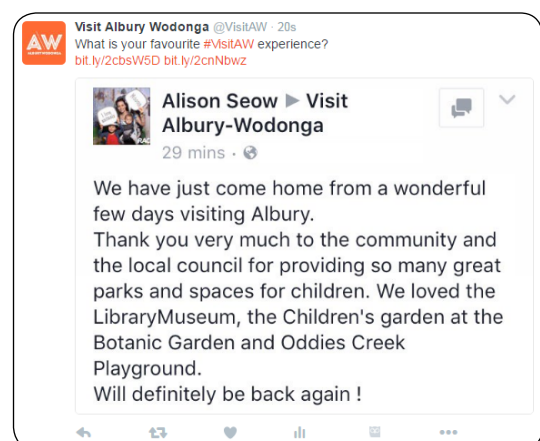 Visit Albury Wodonga @VisitAW · 20s
AW
ALBURYWODONGA
What is your favourite #VisitAW experience?
bit.ly/2cbsW5D bit.ly/2cnNbwz
Alison Seow ▶ Visit
Albury-Wodonga
29 mins ·
We have just come home from a wonderful
few days visiting Albury.
Thank you very much to the community and
the local council for providing so many great
parks and spaces for children. We loved the
LibraryMuseum, the Children's garden at the
Botanic Garden and Oddies Creek
Playground.
Will definitely be back again !